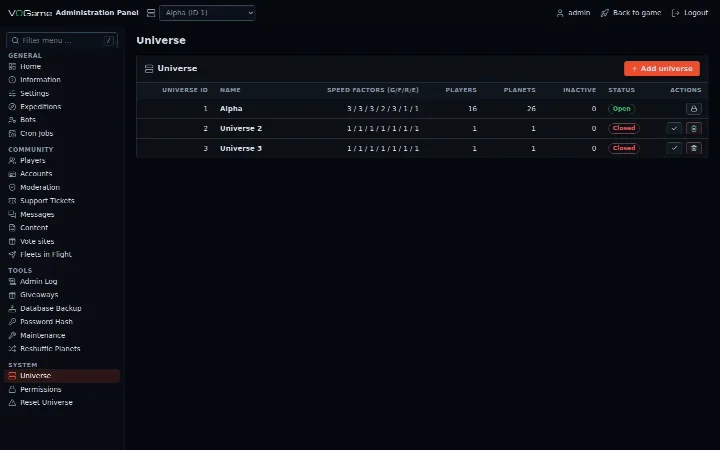 VOGame Administration Panel Alpha (ID 1) admin Back to game Logout
Filter menu ... /
GENERAL
Home
Information
Settings
Expeditions
Bots
Cron Jobs
COMMUNITY
Players
Accounts
Moderation
Support Tickets
Messages
Content
Vote sites
Fleets in Flight
TOOLS
Admin Log
Giveaways
Database Backup
Password Hash
Maintenance
Reshuffle Planets
SYSTEM
Universe
Permissions
Reset Universe
Universe
Universe + Add universe
UNIVERSE ID NAME SPEED FACTORS (G/F/R/E) PLAYERS PLANETS INACTIVE STATUS ACTIONS
1 Alpha 3 / 3 / 3 / 2 / 3 / 1 / 1 16 26 0 Open
2 Universe 2 1 / 1 / 1 / 1 / 1 / 1 / 1 1 1 0 Closed
3 Universe 3 1 / 1 / 1 / 1 / 1 / 1 / 1 1 1 0 Closed